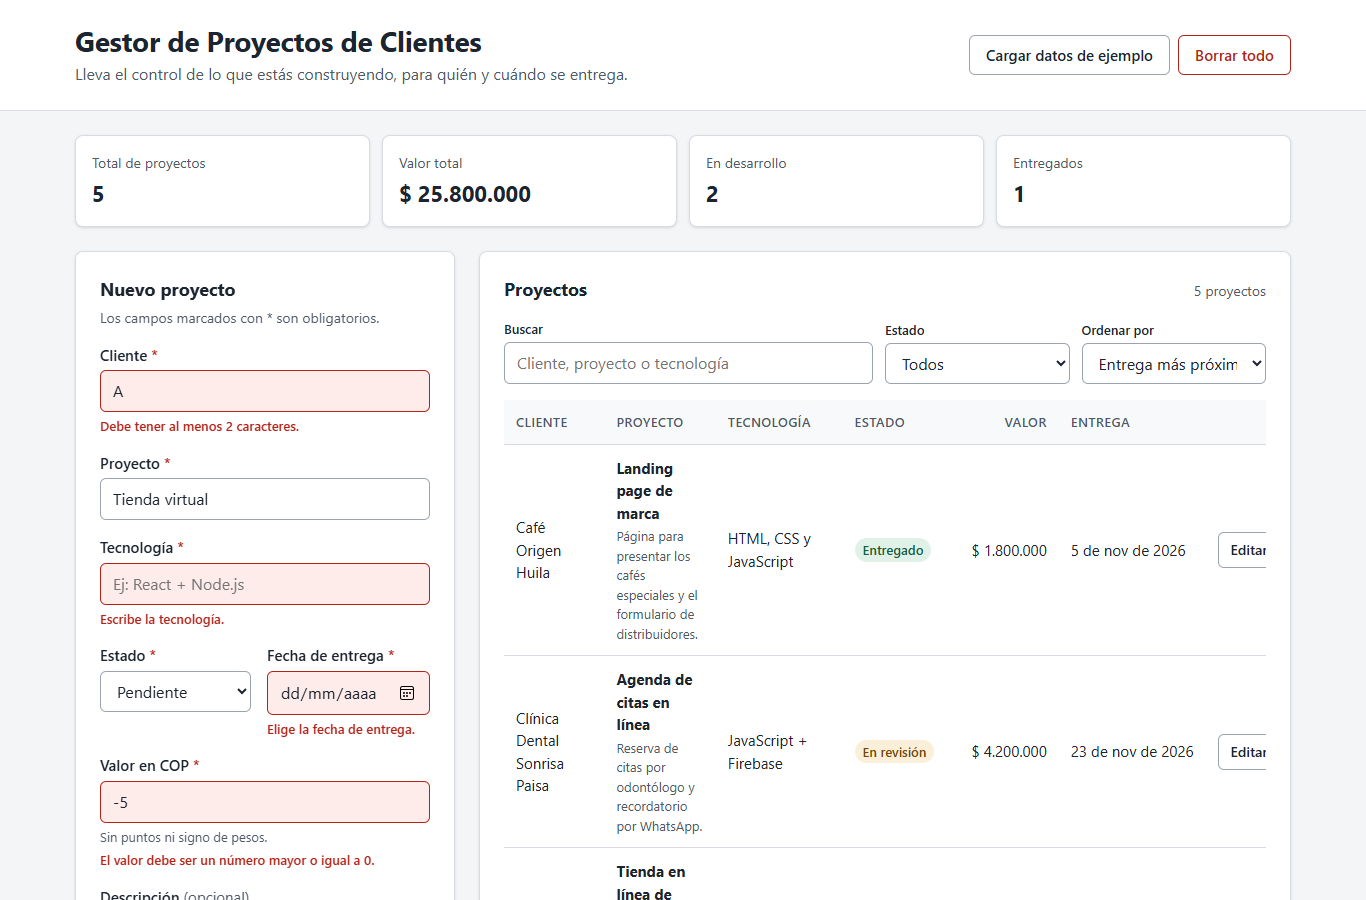 Gestor de Proyectos de Clientes
Lleva el control de lo que estás construyendo, para quién y cuándo se entrega.
Cargar datos de ejemplo
Borrar todo
Total de proyectos
5
Valor total
$ 25.800.000
En desarrollo
2
Entregados
1
Nuevo proyecto
Los campos marcados con * son obligatorios.
Cliente *
A
Debe tener al menos 2 caracteres.
Proyecto *
Tienda virtual
Tecnología *
Ej: React + Node.js
Escribe la tecnología.
Estado *
Pendiente
Fecha de entrega *
dd/mm/aaaa
Elige la fecha de entrega.
Valor en COP *
-5
Sin puntos ni signo de pesos.
El valor debe ser un número mayor o igual a 0.
Descripción (opcional)
Proyectos
5 proyectos
Buscar
Cliente, proyecto o tecnología
Estado
Todos
Ordenar por
Entrega más próxim
CLIENTE PROYECTO TECNOLOGÍA ESTADO VALOR ENTREGA
Café
Origen
Huila
Landing
page de
marca
Página para
presentar los
cafés
especiales y el
formulario de
distribuidores.
HTML, CSS y
JavaScript
Entregado
$ 1.800.000
5 de nov de 2026
Editar
Clínica
Dental
Sonrisa
Paisa
Agenda de
citas en
línea
Reserva de
citas por
odontólogo y
recordatorio
por WhatsApp.
JavaScript +
Firebase
En revisión
$ 4.200.000
23 de nov de 2026
Editar
Tienda en
línea de